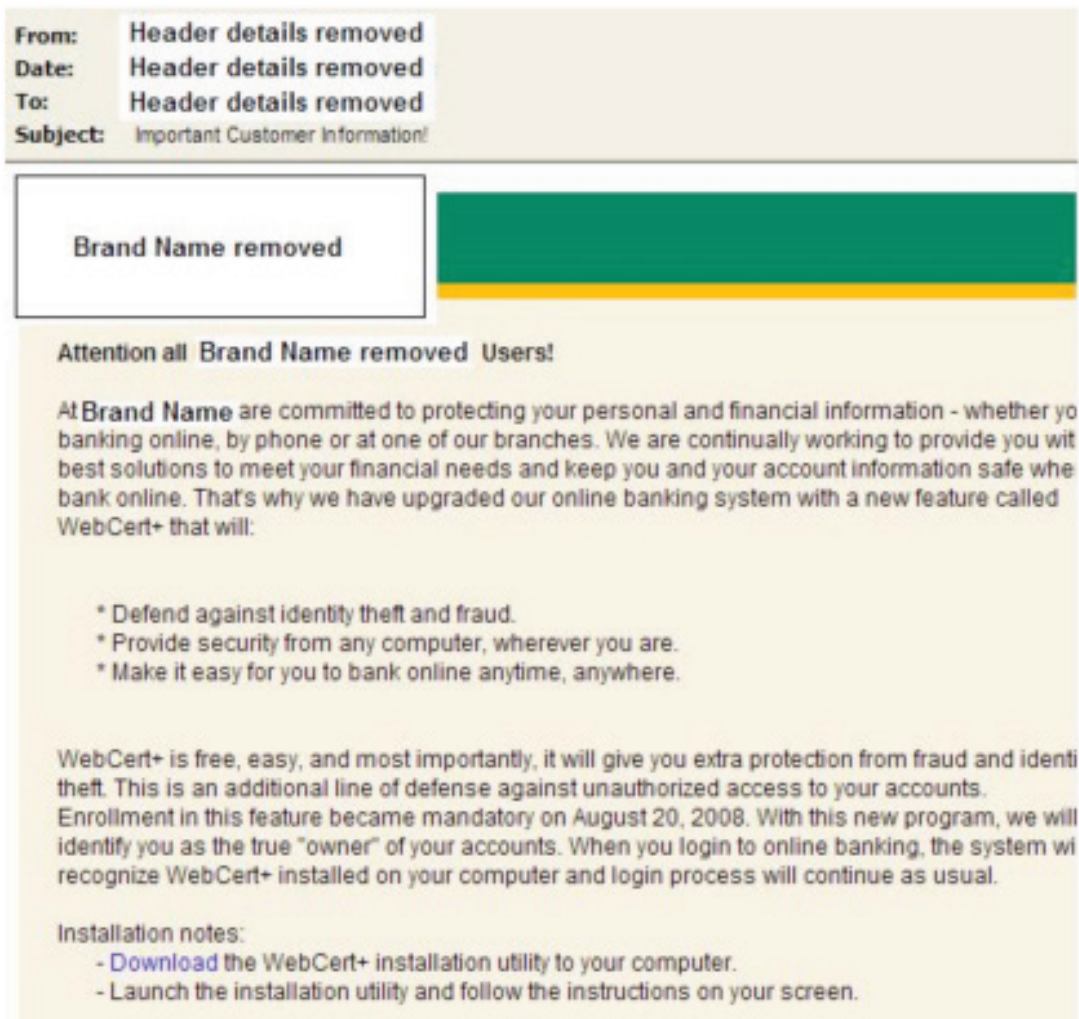 From: Header details removed
Date: Header details removed
To: Header details removed
Subject: Important Customer Information!
Brand Name removed
Attention all Brand Name removed Users!
At Brand Name are committed to protecting your personal and financial information - whether yo
banking online, by phone or at one of our branches. We are continually working to provide you wit
best solutions to meet your financial needs and keep you and your account information safe whe
bank online. That's why we have upgraded our online banking system with a new feature called
WebCert+ that will:
* Defend against identity theft and fraud.
* Provide security from any computer, wherever you are.
* Make it easy for you to bank online anytime, anywhere.
WebCert+ is free, easy, and most importantly, it will give you extra protection from fraud and identi
theft. This is an additional line of defense against unauthorized access to your accounts.
Enrollment in this feature became mandatory on August 20, 2008. With this new program, we will
identify you as the true "owner" of your accounts. When you login to online banking, the system wi
recognize WebCert+ installed on your computer and login process will continue as usual.
Installation notes:
- Download the WebCert+ installation utility to your computer.
- Launch the installation utility and follow the instructions on your screen.